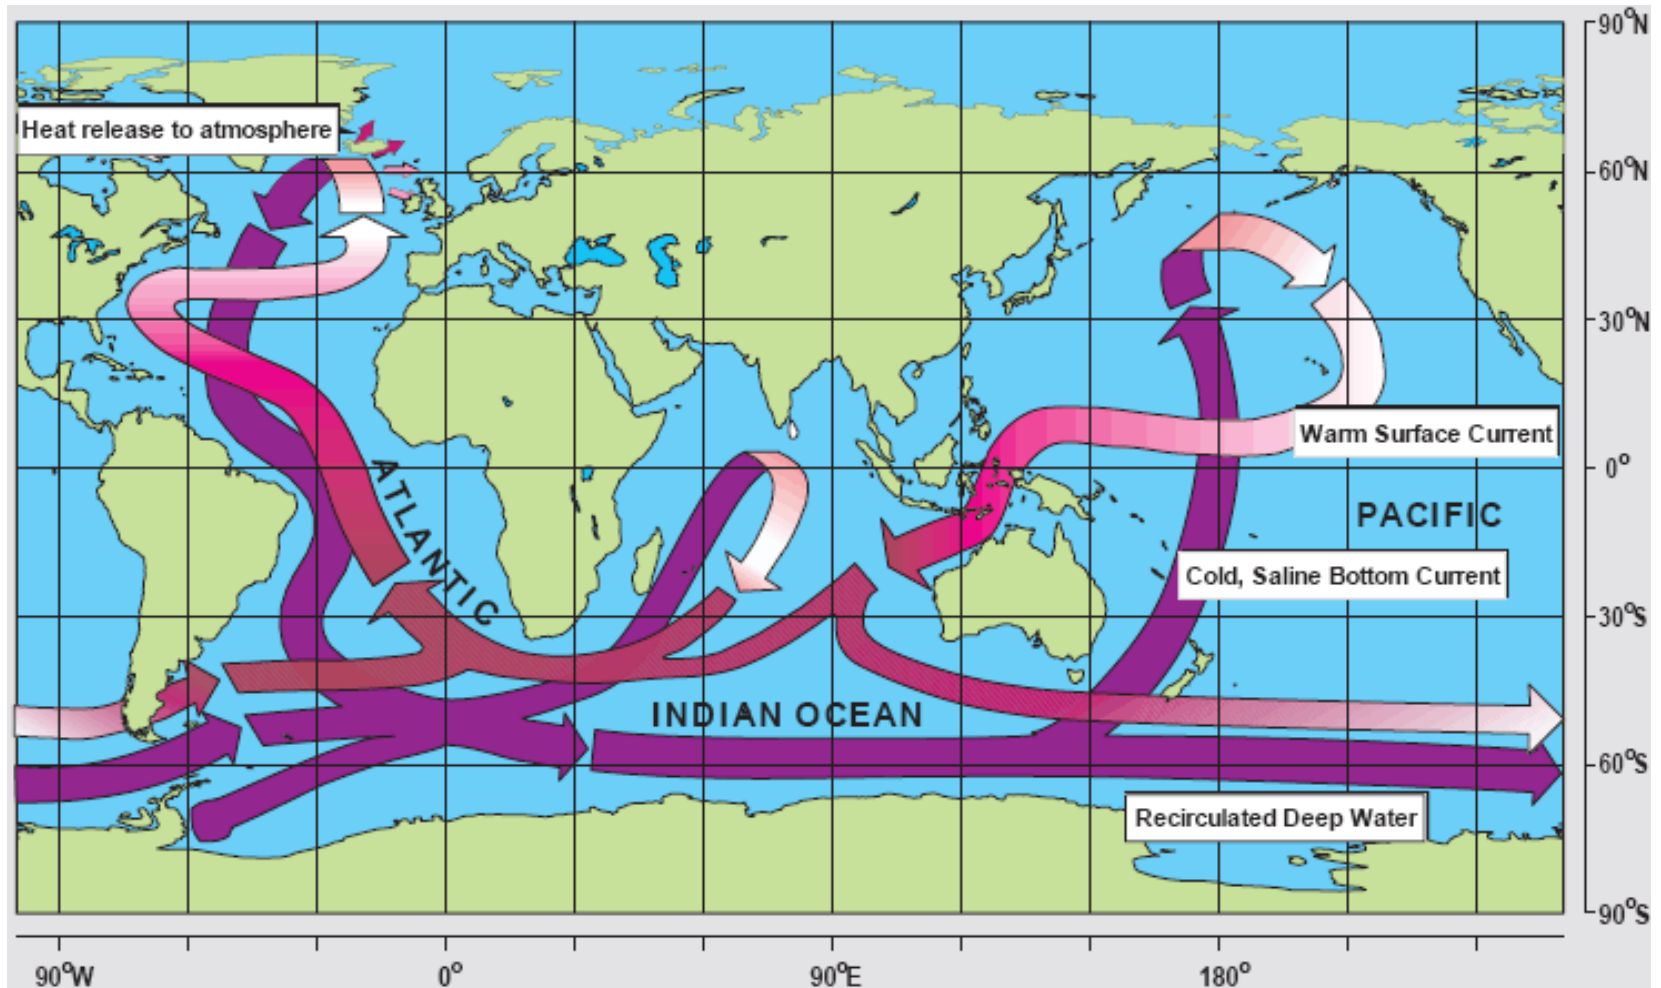 90°N
Heat release to atmosphere
60°N
30°N
Warm Surface Current
0°
ATLANTIC
PACIFIC
Cold, Saline Bottom Current
30°S
INDIAN OCEAN
60°S
Recirculated Deep Water
90°S
90°W 0° 90°E 180°